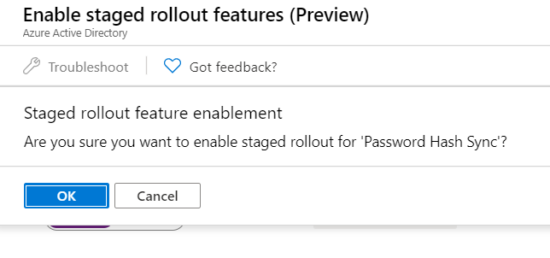 Enable staged rollout features (Preview)
Azure Active Directory
Troubleshoot
Got feedback?
Staged rollout feature enablement
Are you sure you want to enable staged rollout for 'Password Hash Sync'?
OK
Cancel